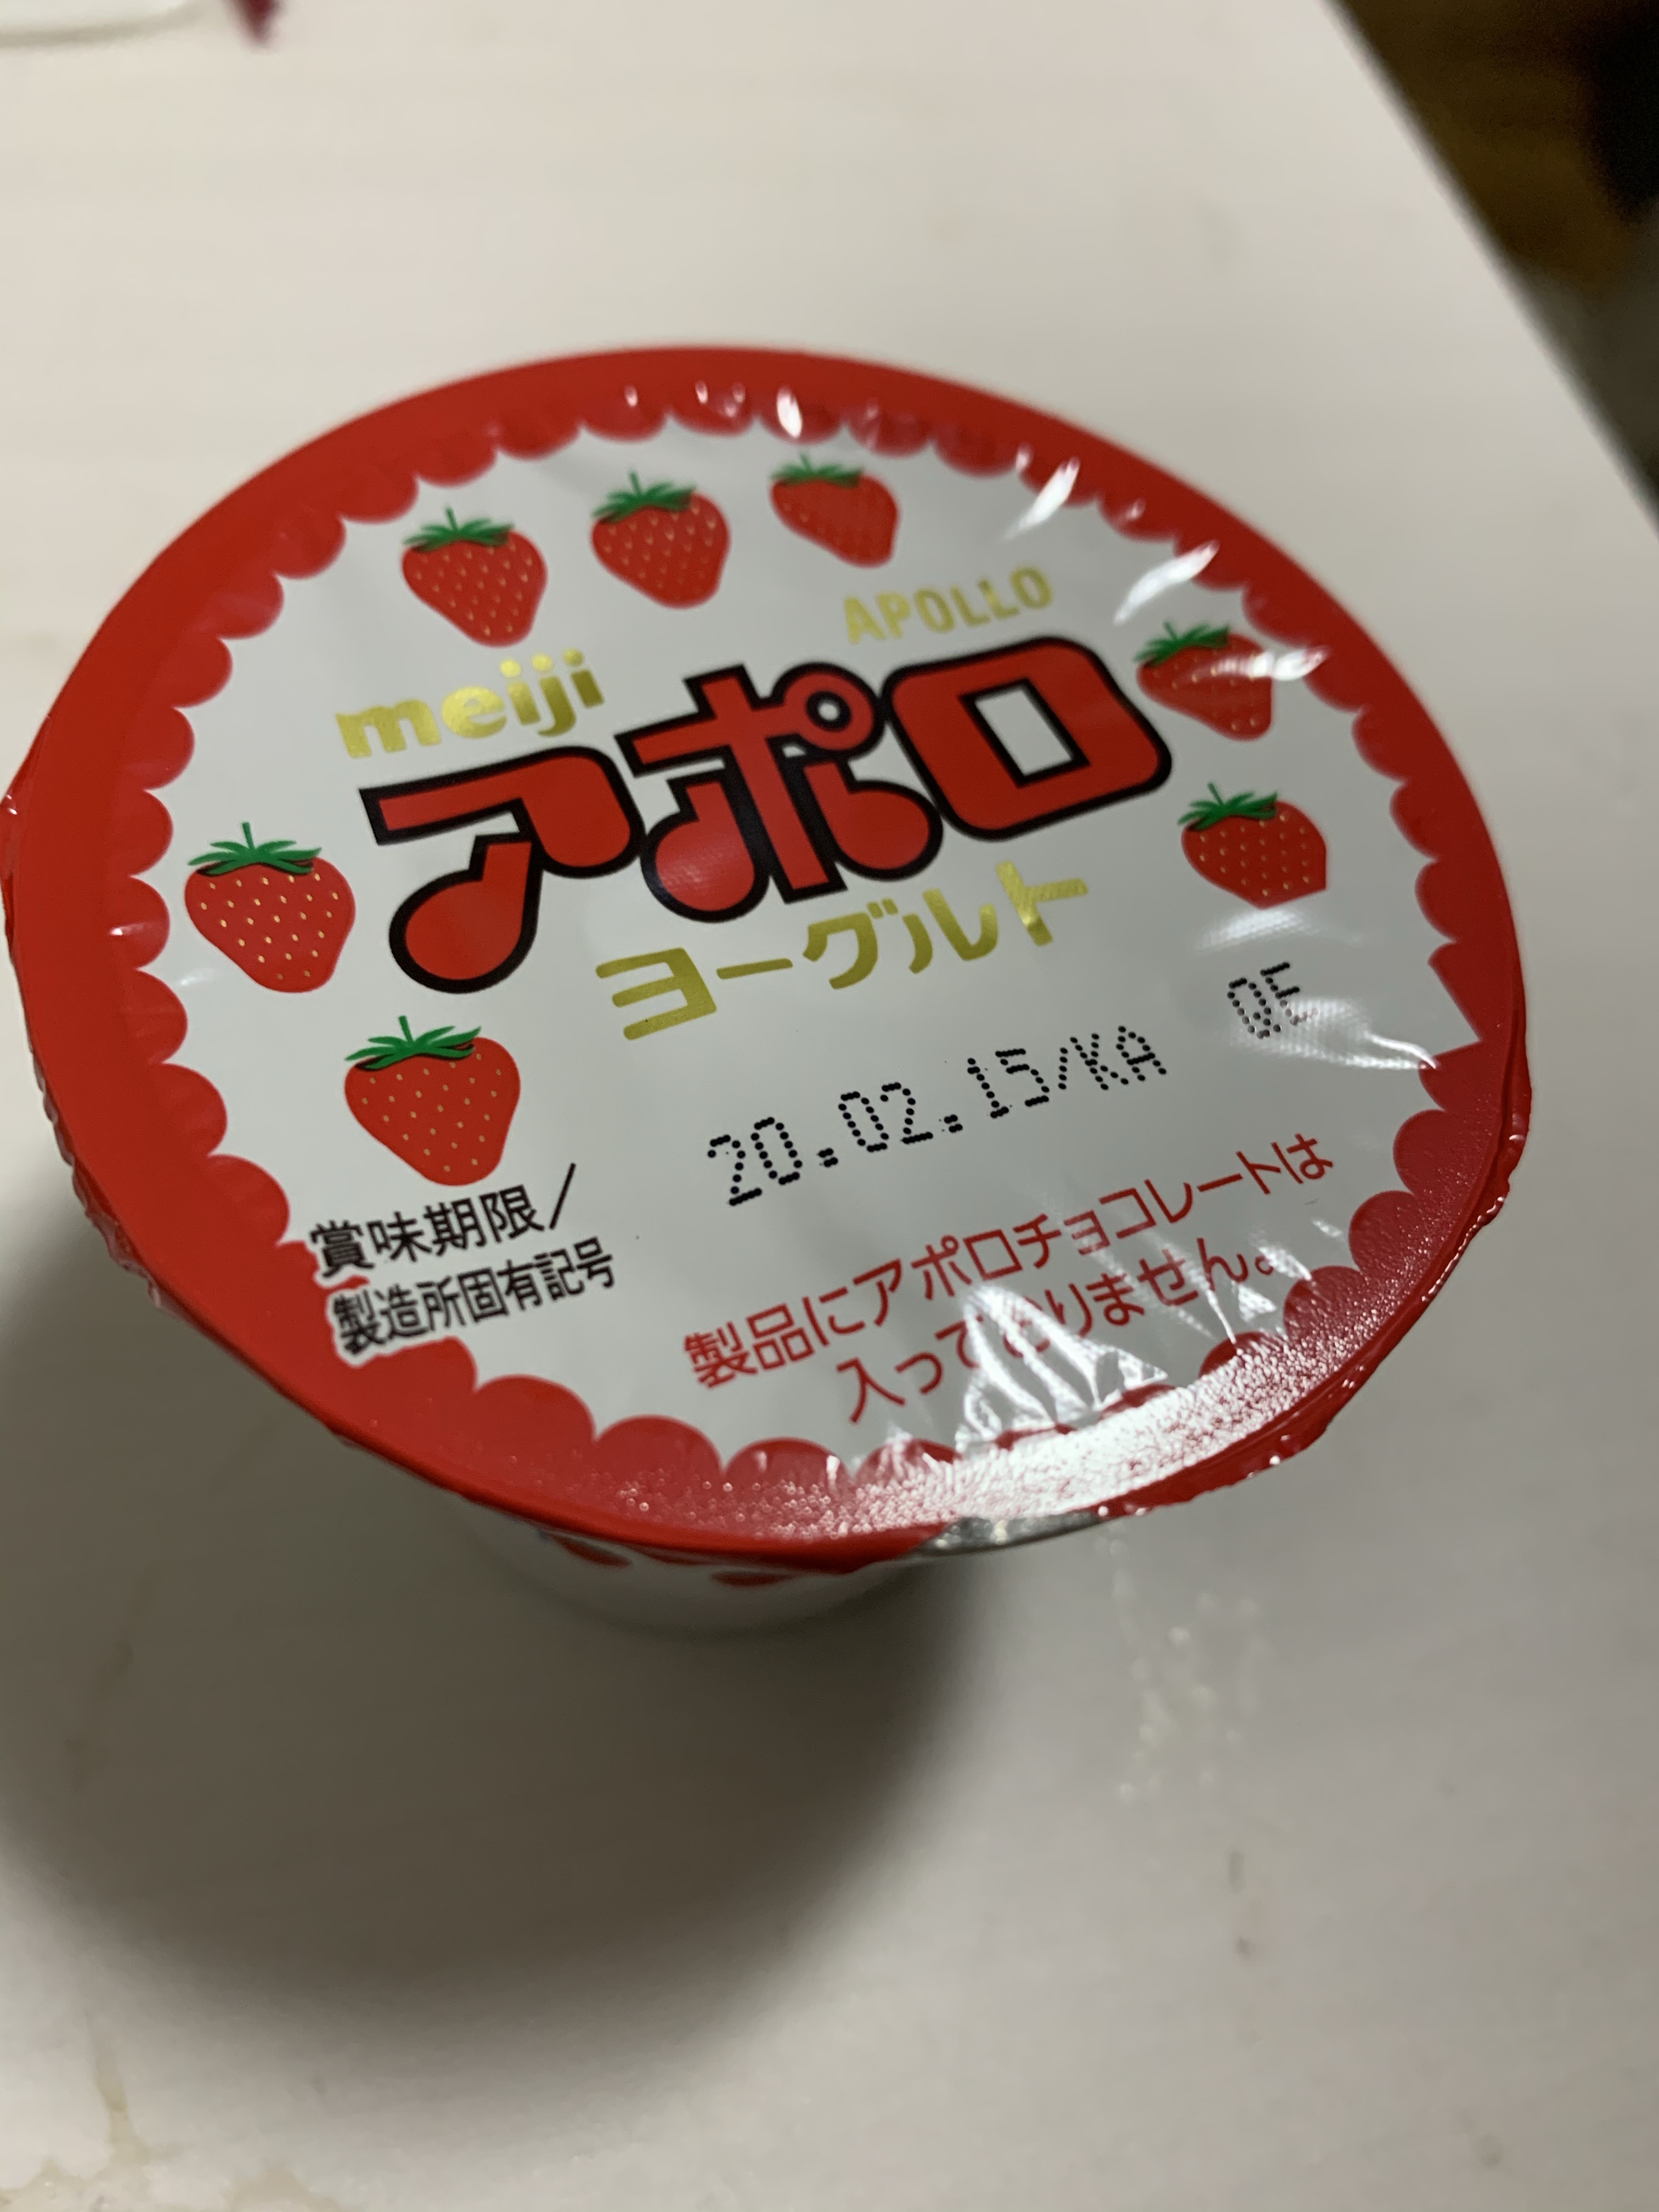 APOLLO
meiji
アポロ
ヨーグルト
20.02.15/KA
賞味期限/
製造所固有記号
製品にアポロチョコレートは
入っておりません。